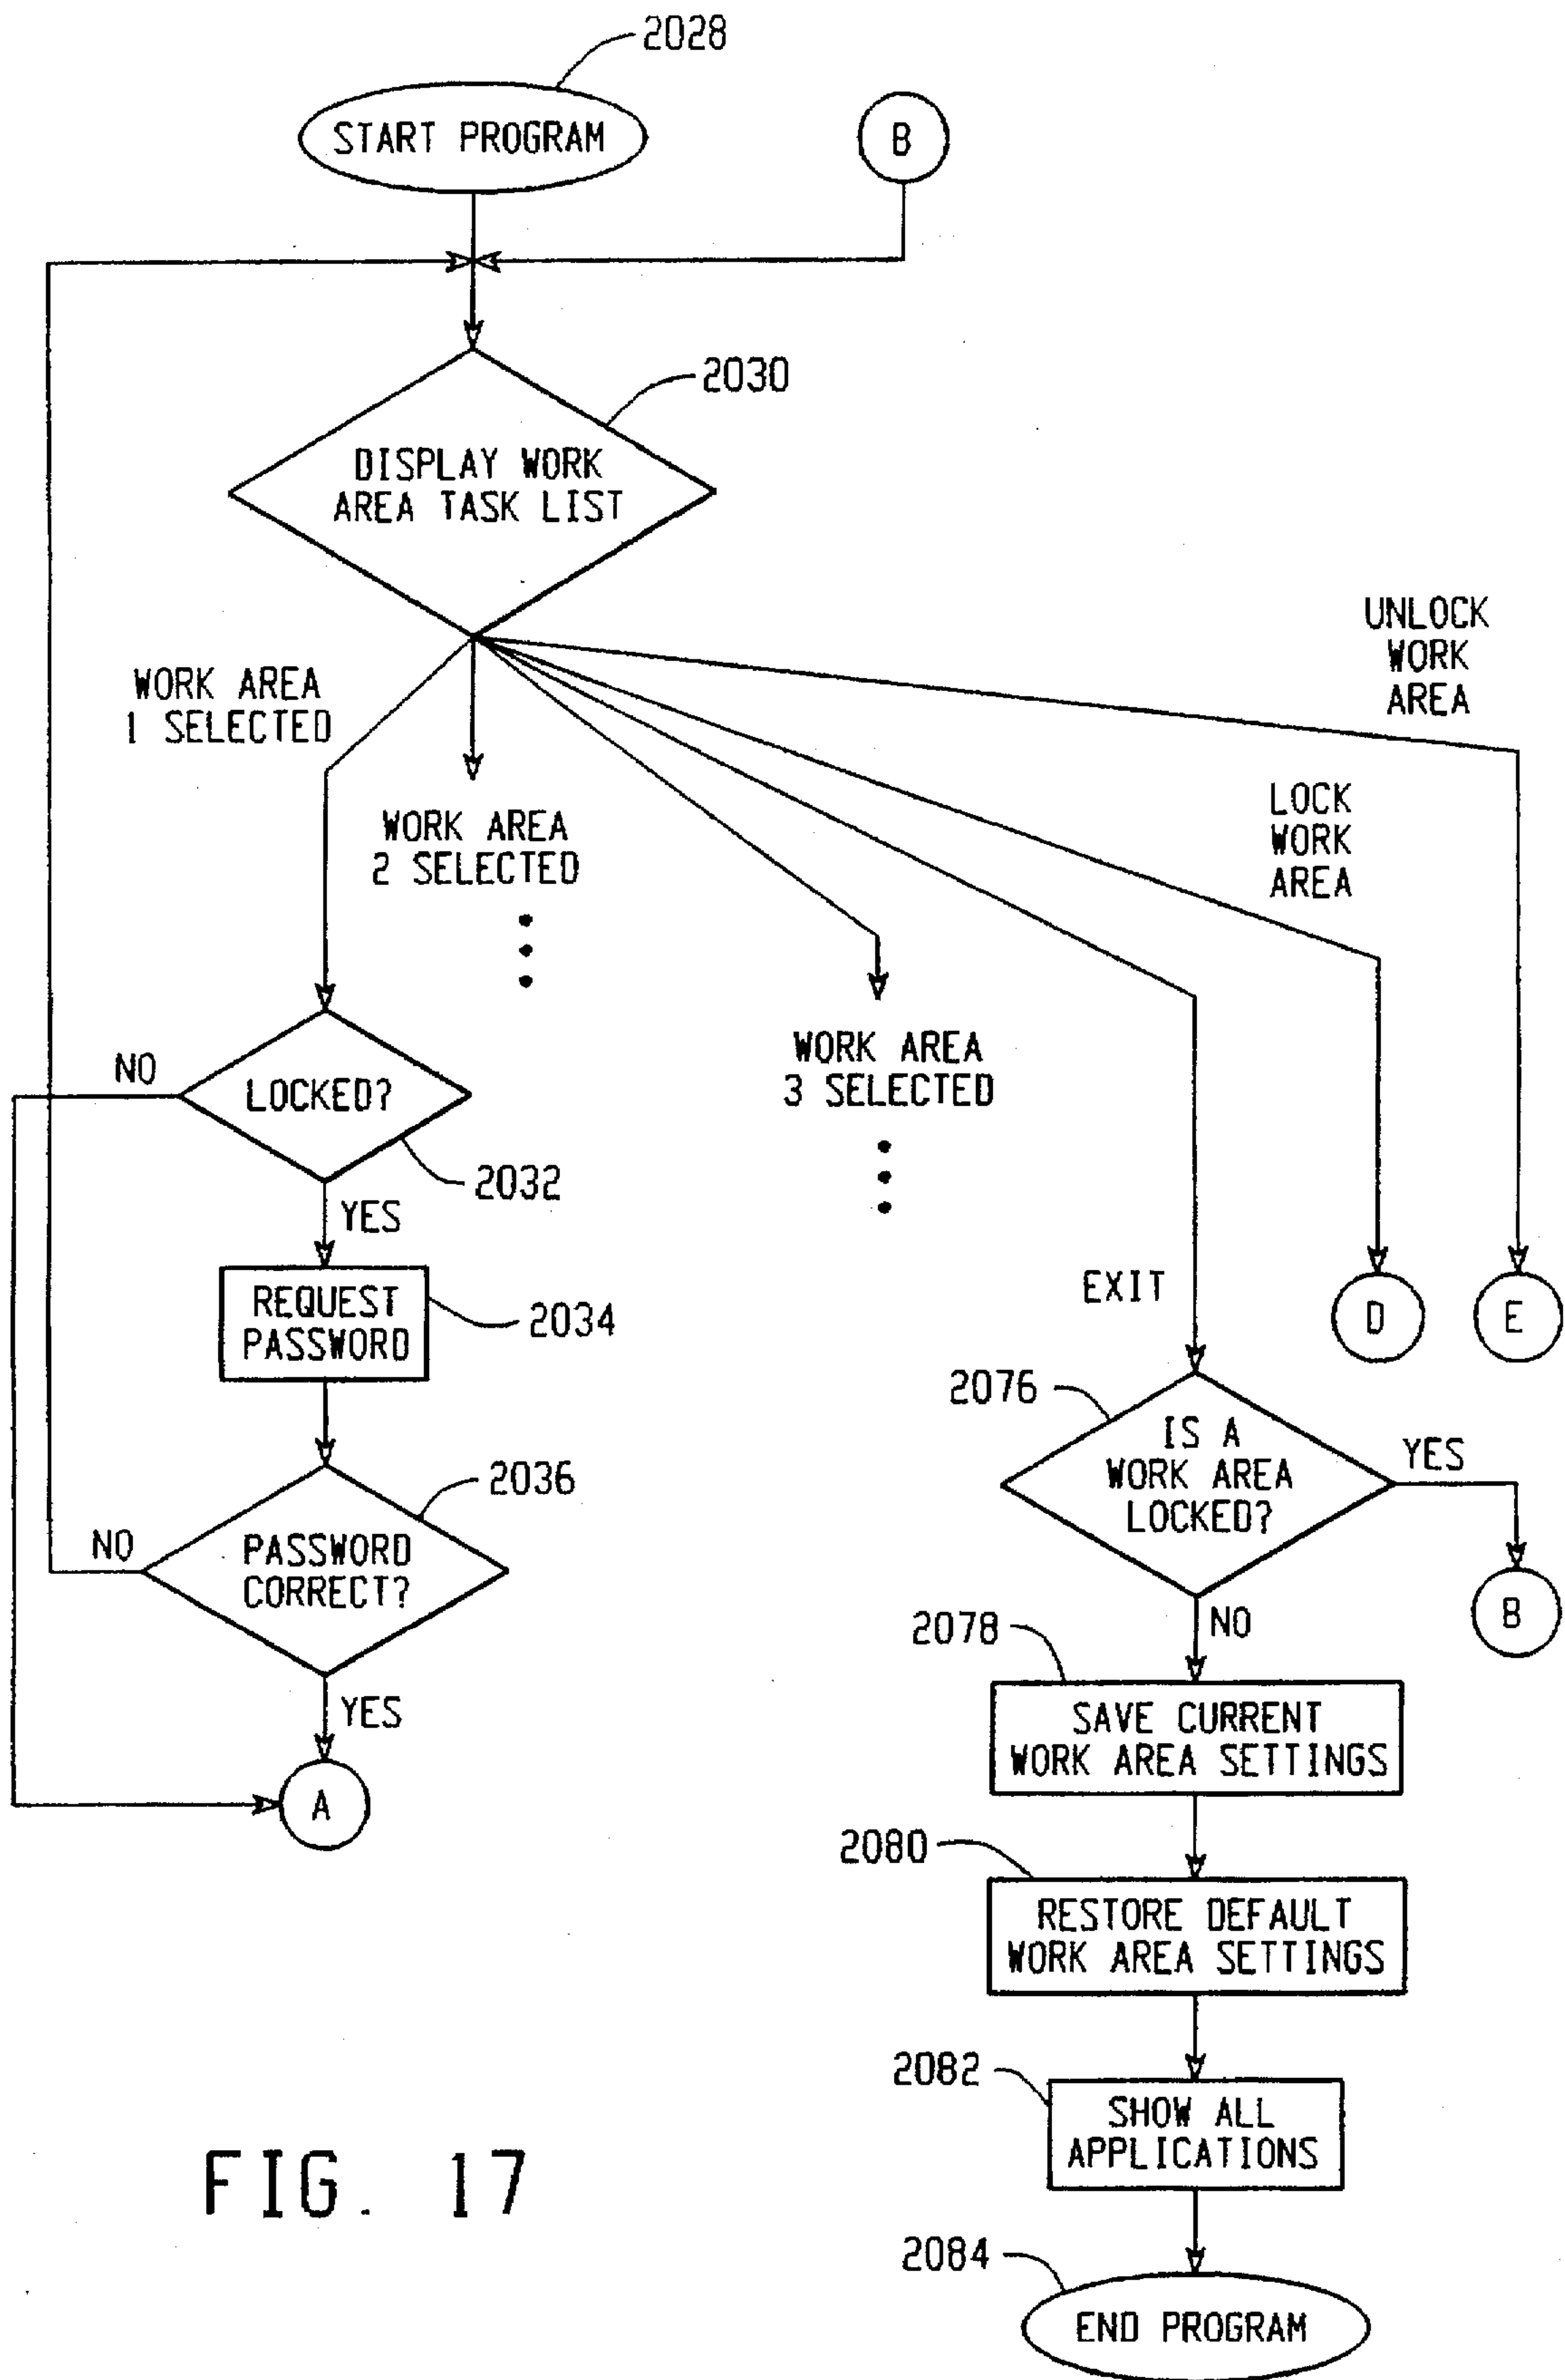 2028
START PROGRAM
B
2030
DISPLAY WORK
AREA TASK LIST
UNLOCK
WORK
AREA
WORK AREA
1 SELECTED
LOCK
WORK
AREA
WORK AREA
2 SELECTED
WORK AREA
3 SELECTED
NO
LOCKED?
2032
YES
REQUEST
PASSWORD
2034
EXIT
D
E
2076
IS A
WORK AREA
LOCKED?
YES
B
2036
NO
PASSWORD
CORRECT?
YES
A
NO
2078
SAVE CURRENT
WORK AREA SETTINGS
2080
RESTORE DEFAULT
WORK AREA SETTINGS
2082
SHOW ALL
APPLICATIONS
2084
END PROGRAM
FIG. 17